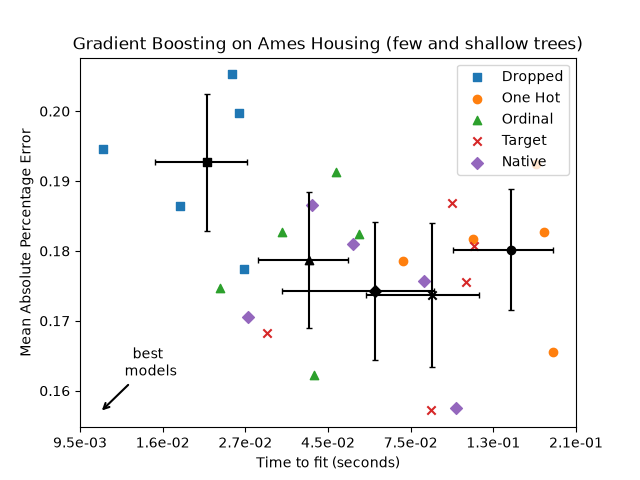 Gradient Boosting on Ames Housing (few and shallow trees)
Dropped
One Hot
Ordinal
Target
Native
Mean Absolute Percentage Error
0.20
0.19
0.18
0.17
0.16
best
models
9.5e-03
1.6e-02
2.7e-02
4.5e-02
7.5e-02
1.3e-01
2.1e-01
Time to fit (seconds)